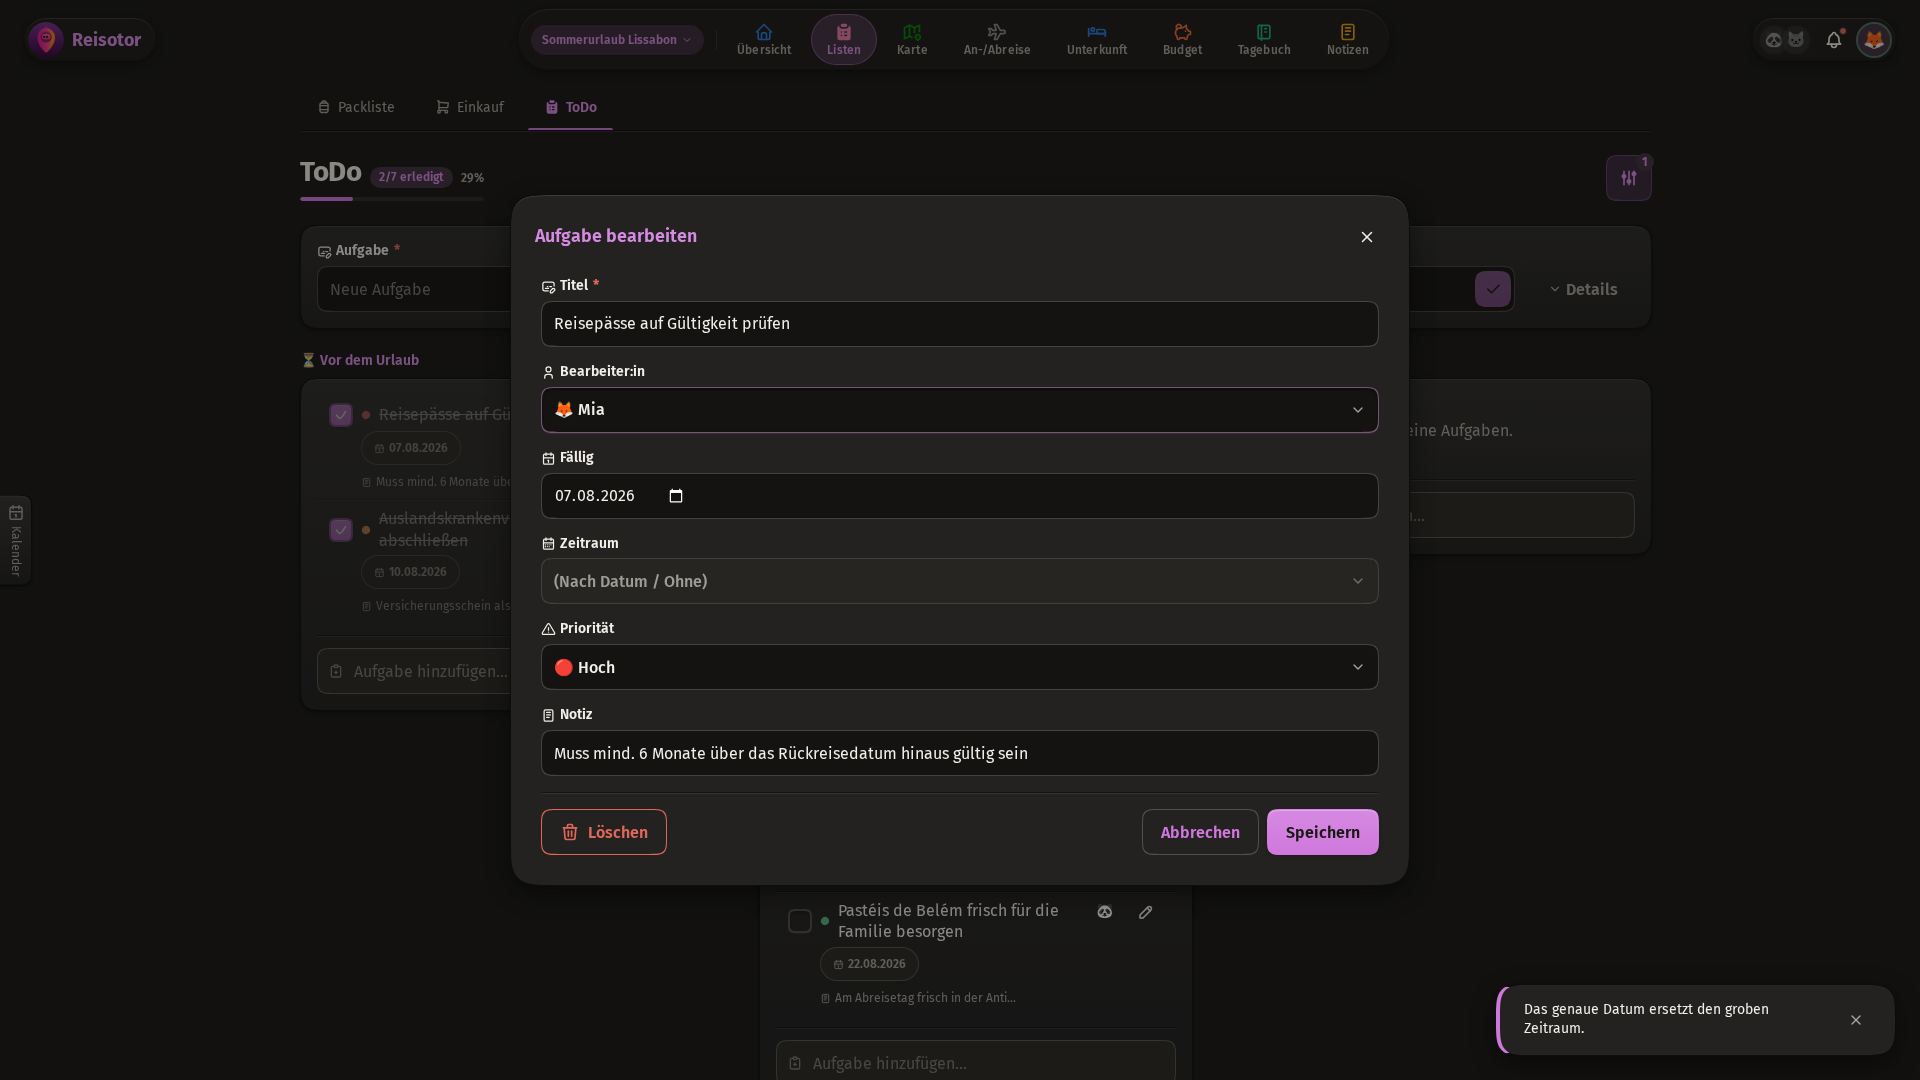 Reisotor
Sommerurlaub Lissabon
Übersicht
Listen
Karte
An-/Abreise
Unterkunft
Budget
Tagebuch
Notizen
Packliste
Einkauf
ToDo
ToDo
2/7 erledigt
29%
1
Aufgabe *
Neue Aufgabe
Details
Vor dem Urlaub
Reisepässe auf Gü
07.08.2026
Muss mind. 6 Monate übe
Auslandskrankenv
abschließen
10.08.2026
Versicherungsschein als
Aufgabe hinzufügen...
Kalender
eine Aufgaben.
Aufgabe bearbeiten
Titel *
Reisepässe auf Gültigkeit prüfen
Bearbeiter:in
Mia
Fällig
07.08.2026
Zeitraum
(Nach Datum / Ohne)
Priorität
Hoch
Notiz
Muss mind. 6 Monate über das Rückreisedatum hinaus gültig sein
Löschen
Abbrechen
Speichern
Pastéis de Belém frisch für die
Familie besorgen
22.08.2026
Am Abreisetag frisch in der Anti...
Aufgabe hinzufügen...
Das genaue Datum ersetzt den groben
Zeitraum.